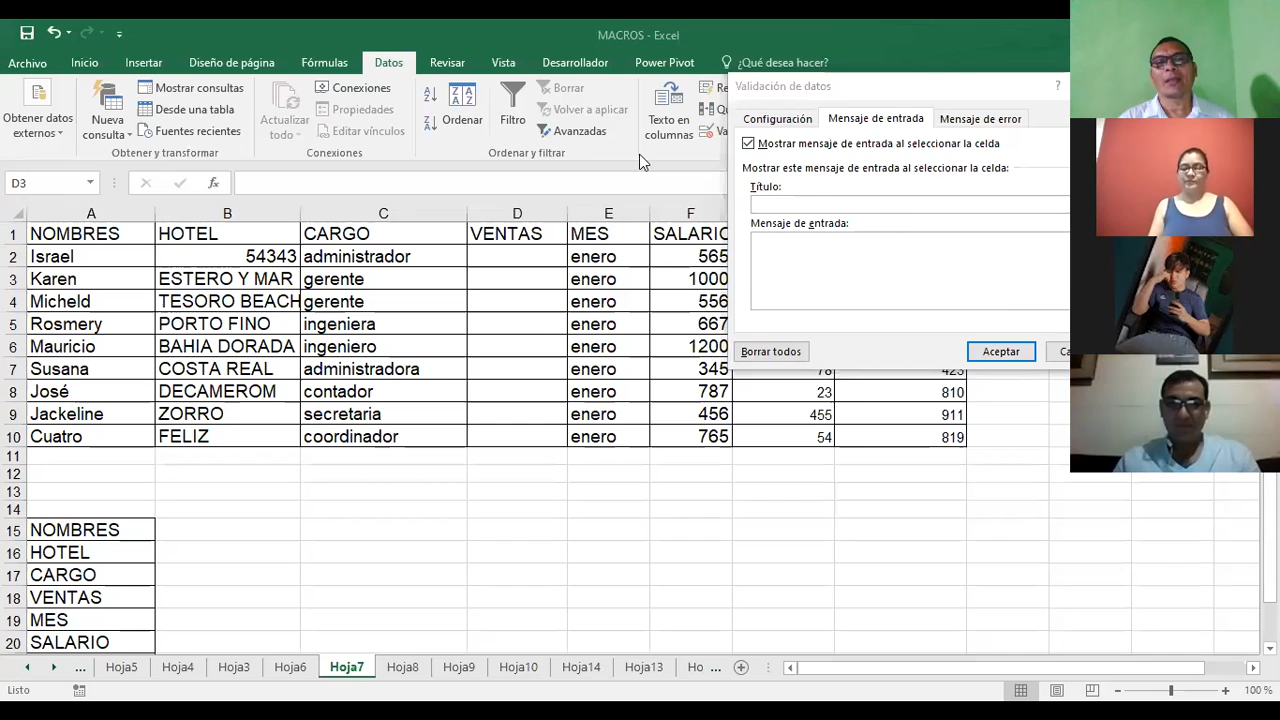 MACROS - Excel
Archivo Inicio Insertar Diseño de página Fórmulas Datos Revisar Vista Desarrollador Power Pivot ¿Qué desea hacer?
Obtener datos externos
Nueva consulta
Mostrar consultas
Desde una tabla
Fuentes recientes
Obtener y transformar
Actualizar todo
Conexiones
Propiedades
Editar vínculos
Conexiones
Ordenar
Filtro
Borrar
Volver a aplicar
Avanzadas
Ordenar y filtrar
Texto en columnas
Validación de datos ?
Configuración Mensaje de entrada Mensaje de error
Mostrar mensaje de entrada al seleccionar la celda
Mostrar este mensaje de entrada al seleccionar la celda:
Título:
Mensaje de entrada:
Borrar todos Aceptar
D3 fx
A B C D E F
1 NOMBRES HOTEL CARGO VENTAS MES SALARIO
2 Israel 54343 administrador enero 565
3 Karen ESTERO Y MAR gerente enero 1000
4 Micheld TESORO BEACH gerente enero 556
5 Rosmery PORTO FINO ingeniera enero 667
6 Mauricio BAHIA DORADA ingeniero enero 1200
7 Susana COSTA REAL administradora enero 345 78 423
8 José DECAMEROM contador enero 787 23 810
9 Jackeline ZORRO secretaria enero 456 455 911
10 Cuatro FELIZ coordinador enero 765 54 819
11
12
13
14
15 NOMBRES
16 HOTEL
17 CARGO
18 VENTAS
19 MES
20 SALARIO
... Hoja5 Hoja4 Hoja3 Hoja6 Hoja7 Hoja8 Hoja9 Hoja10 Hoja14 Hoja13 Ho ...
Listo 100 %